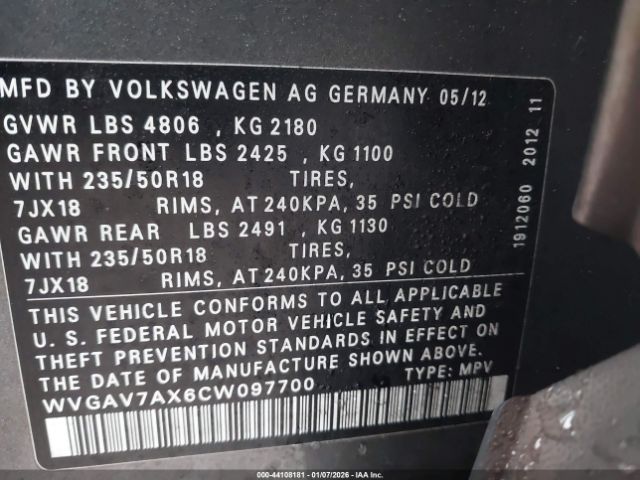 MFD BY VOLKSWAGEN AG GERMANY 05/12
GVWR LBS 4806 , KG 2180
GAWR FRONT LBS 2425 , KG 1100
WITH 235/50R18 TIRES,
7JX18 RIMS, AT 240KPA, 35 PSI COLD
GAWR REAR LBS 2491 , KG 1130
WITH 235/50R18 TIRES,
7JX18 RIMS, AT 240KPA, 35 PSI COLD
THIS VEHICLE CONFORMS TO ALL APPLICABLE
U. S. FEDERAL MOTOR VEHICLE SAFETY AND
THEFT PREVENTION STANDARDS IN EFFECT ON
THE DATE OF MANUFACTURE SHOWN ABOVE.
WVGAV7AX6CW097700 TYPE: MPV
1912060 2012 11
000-44108181 - 01/07/2026 - IAA Inc.